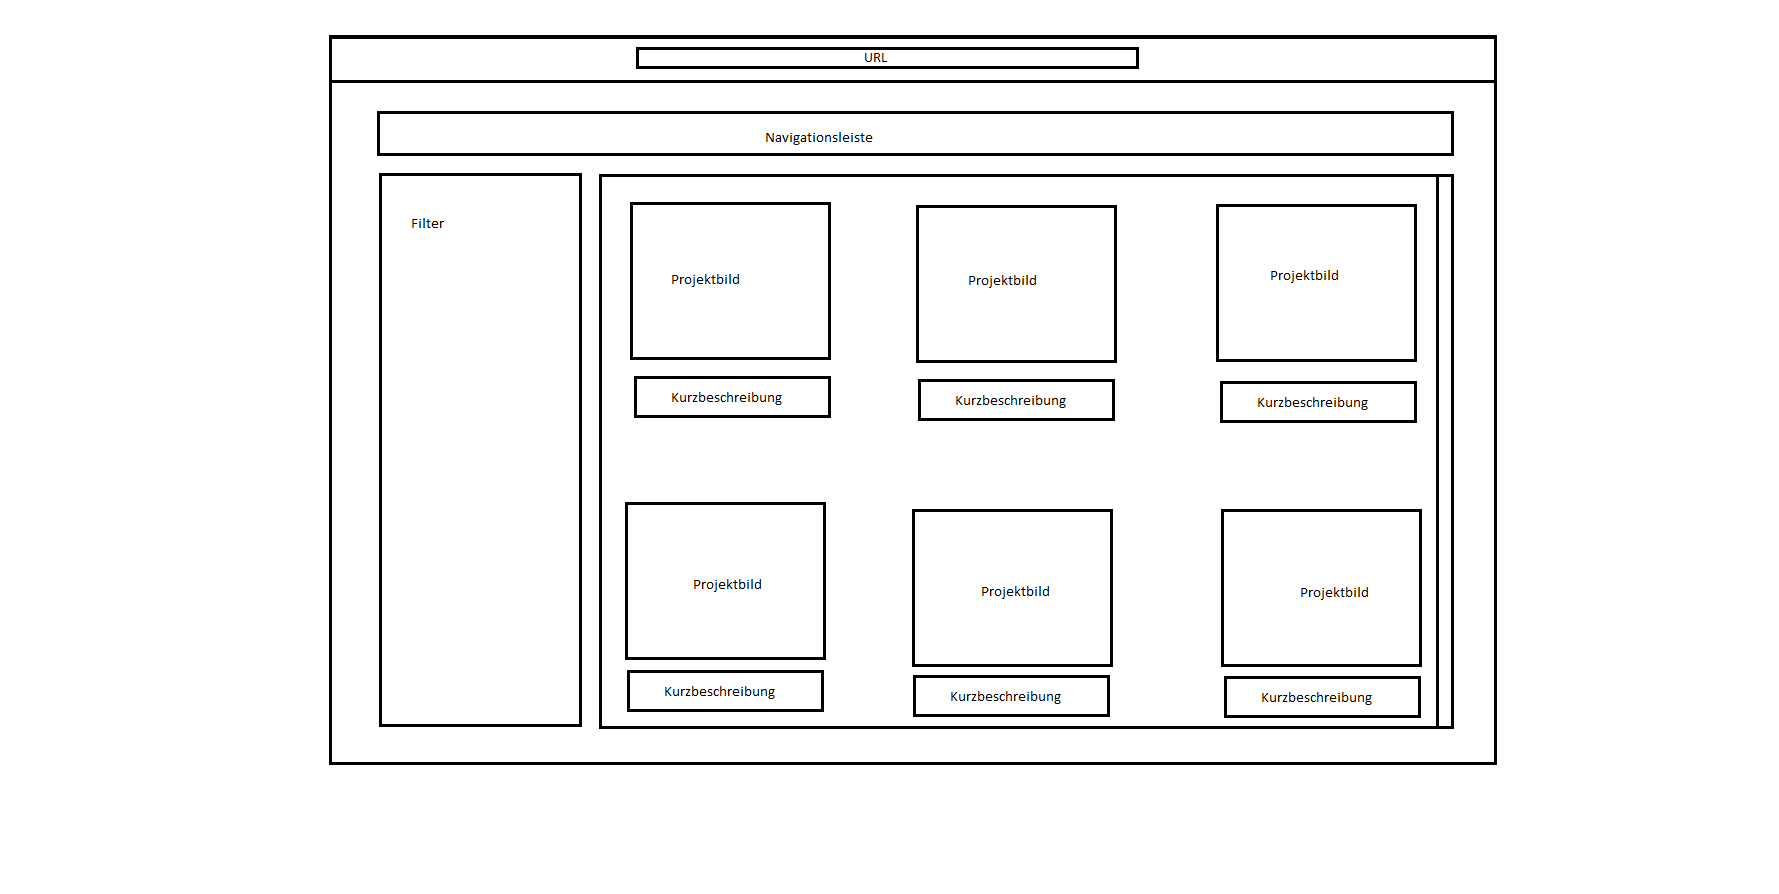 URL
Navigationsleiste
Filter
Projektbild
Projektbild
Projektbild
Kurzbeschreibung
Kurzbeschreibung
Kurzbeschreibung
Projektbild
Projektbild
Projektbild
Kurzbeschreibung
Kurzbeschreibung
Kurzbeschreibung